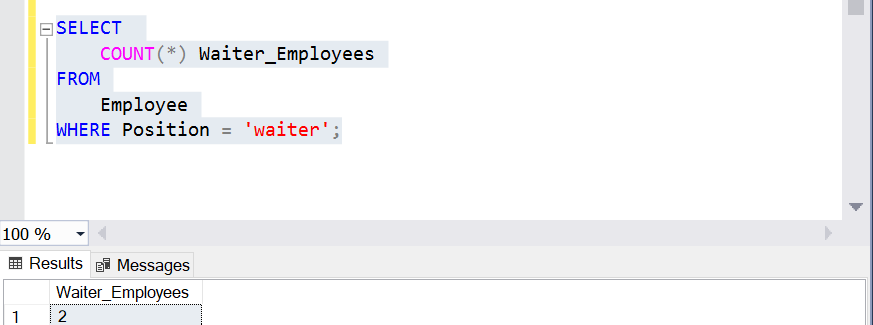 SELECT
COUNT(*) Waiter_Employees
FROM
Employee
WHERE Position = 'waiter';
100 %
Results Messages
Waiter_Employees
1 2